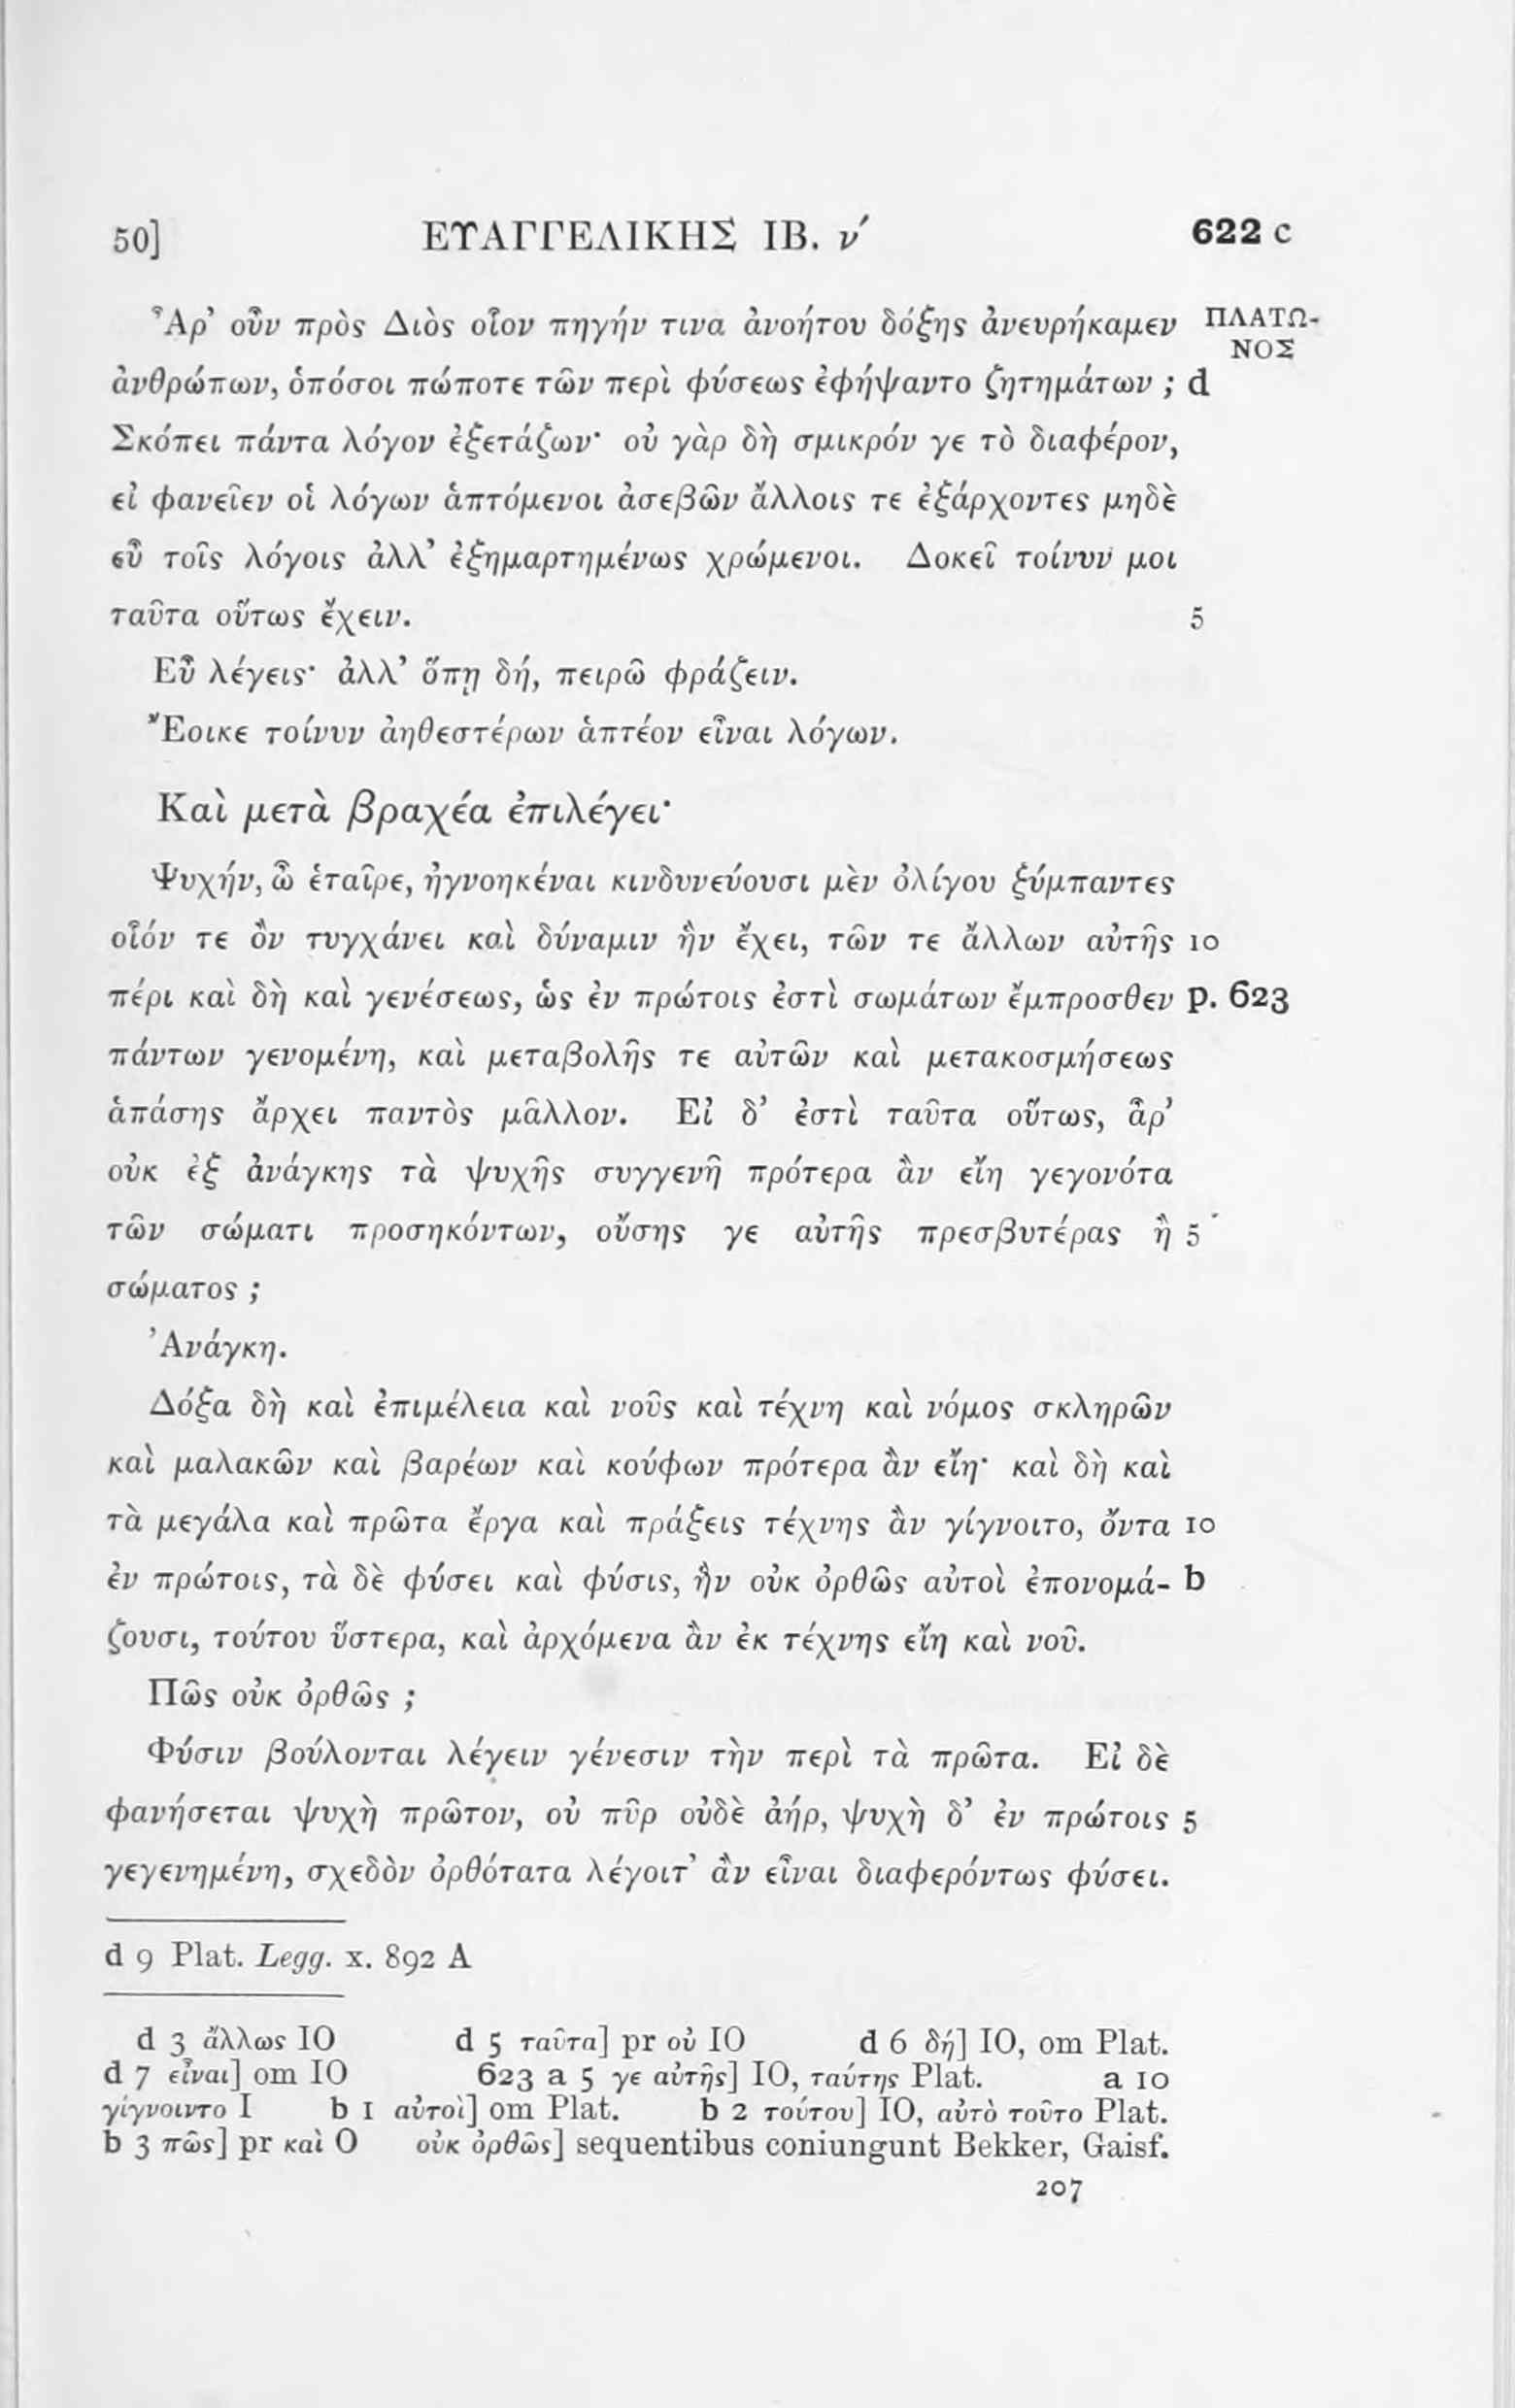 50] ΕΥΑΓΓΕΛΙΚΗΣ ΙΒ. ν´ 622 c
Ἆρ’ οὖν πρὸς Διὸς οἷον πηγήν τινα ἀνοήτου δόξης ἀνευρήκαμεν ΠΛΑΤΩ-
ΝΟΣ
ἀνθρώπων, ὁπόσοι πώποτε τῶν περὶ φύσεως ἐφήψαντο ζητημάτων ; d
Σκόπει πάντα λόγον ἐξετάζων· οὐ γὰρ δὴ σμικρόν γε τὸ διαφέρον,
εἰ φανεῖεν οἱ λόγων ἁπτόμενοι ἀσεβῶν ἄλλοις τε ἐξάρχοντες μηδὲ
εὖ τοῖς λόγοις ἀλλ’ ἐξημαρτημένως χρώμενοι. Δοκεῖ τοίνυν μοι
ταῦτα οὕτως ἔχειν. 5
Εὖ λέγεις· ἀλλ’ ὅπῃ δή, πειρῶ φράζειν.
Ἔοικε τοίνυν ἀηθεστέρων ἁπτέον εἶναι λόγων.
Καὶ μετὰ βραχέα ἐπιλέγει·
Ψυχήν, ὦ ἑταῖρε, ἠγνοηκέναι κινδυνεύουσι μὲν ὀλίγου ξύμπαντες
οἷόν τε ὂν τυγχάνει καὶ δύναμιν ἣν ἔχει, τῶν τε ἄλλων αὐτῆς 10
πέρι καὶ δὴ καὶ γενέσεως, ὡς ἐν πρώτοις ἐστὶ σωμάτων ἔμπροσθεν p. 623
πάντων γενομένη, καὶ μεταβολῆς τε αὐτῶν καὶ μετακοσμήσεως
ἁπάσης ἄρχει παντὸς μᾶλλον. Εἰ δ’ ἐστὶ ταῦτα οὕτως, ἆρ’
οὐκ ἐξ ἀνάγκης τὰ ψυχῆς συγγενῆ πρότερα ἂν εἴη γεγονότα
τῶν σώματι προσηκόντων, οὔσης γε αὐτῆς πρεσβυτέρας ἢ 5
σώματος ;
Ἀνάγκη.
Δόξα δὴ καὶ ἐπιμέλεια καὶ νοῦς καὶ τέχνη καὶ νόμος σκληρῶν
καὶ μαλακῶν καὶ βαρέων καὶ κούφων πρότερα ἂν εἴη· καὶ δὴ καὶ
τὰ μεγάλα καὶ πρῶτα ἔργα καὶ πράξεις τέχνης ἂν γίγνοιτο, ὄντα 10
ἐν πρώτοις, τὰ δὲ φύσει καὶ φύσις, ἣν οὐκ ὀρθῶς αὐτοὶ ἐπονομά- b
ζουσι, τούτου ὕστερα, καὶ ἀρχόμενα ἂν ἐκ τέχνης εἴη καὶ νοῦ.
Πῶς οὐκ ὀρθῶς ;
Φύσιν βούλονται λέγειν γένεσιν τὴν περὶ τὰ πρῶτα. Εἰ δὲ
φανήσεται ψυχὴ πρῶτον, οὐ πῦρ οὐδὲ ἀήρ, ψυχὴ δ’ ἐν πρώτοις 5
γεγενημένη, σχεδὸν ὀρθότατα λέγοιτ’ ἂν εἶναι διαφερόντως φύσει.
d 9 Plat. Legg. x. 892 A
d 3 ἄλλως IO d 5 ταῦτα] pr οὐ IO d 6 δή] IO, om Plat.
d 7 εἶναι] om IO 623 a 5 γε αὐτῆς] IO, ταύτης Plat. a 10
γίγνοιντο I b 1 αὐτοὶ] om Plat. b 2 τούτου] IO, αὐτὸ τοῦτο Plat.
b 3 πῶς] pr καὶ O οὐκ ὀρθῶς] sequentibus coniungunt Bekker, Gaisf.
207